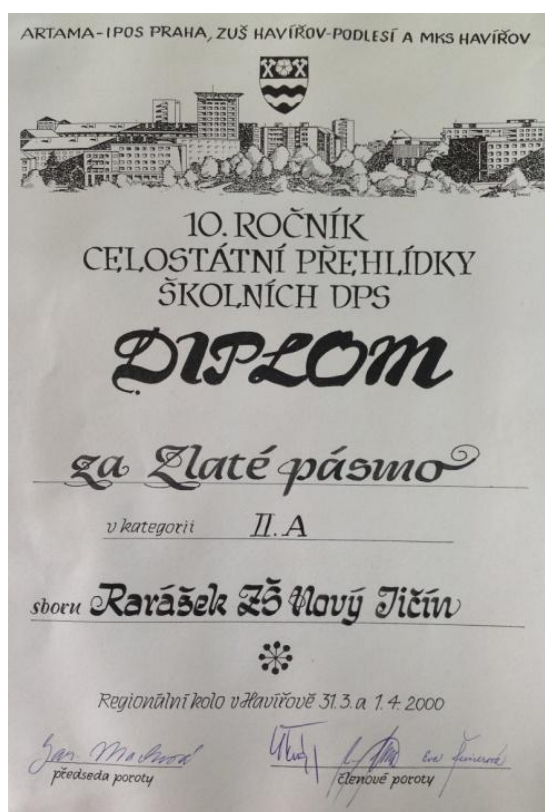 ARTAMA-IPOS PRAHA, ZUŠ HAVÍŘOV-PODLESÍ A MKS HAVÍŘOV
10. ROČNÍK
CELOSTÁTNÍ PŘEHLÍDKY
ŠKOLNÍCH DPS
DIPLOM
za Zlaté pásmo
v kategorii II. A
sboru Rarášek ZŠ Nový Jičín
Regionální kolo v Havířově 31.3. a 1.4. 2000
předseda poroty
Eva
členové poroty